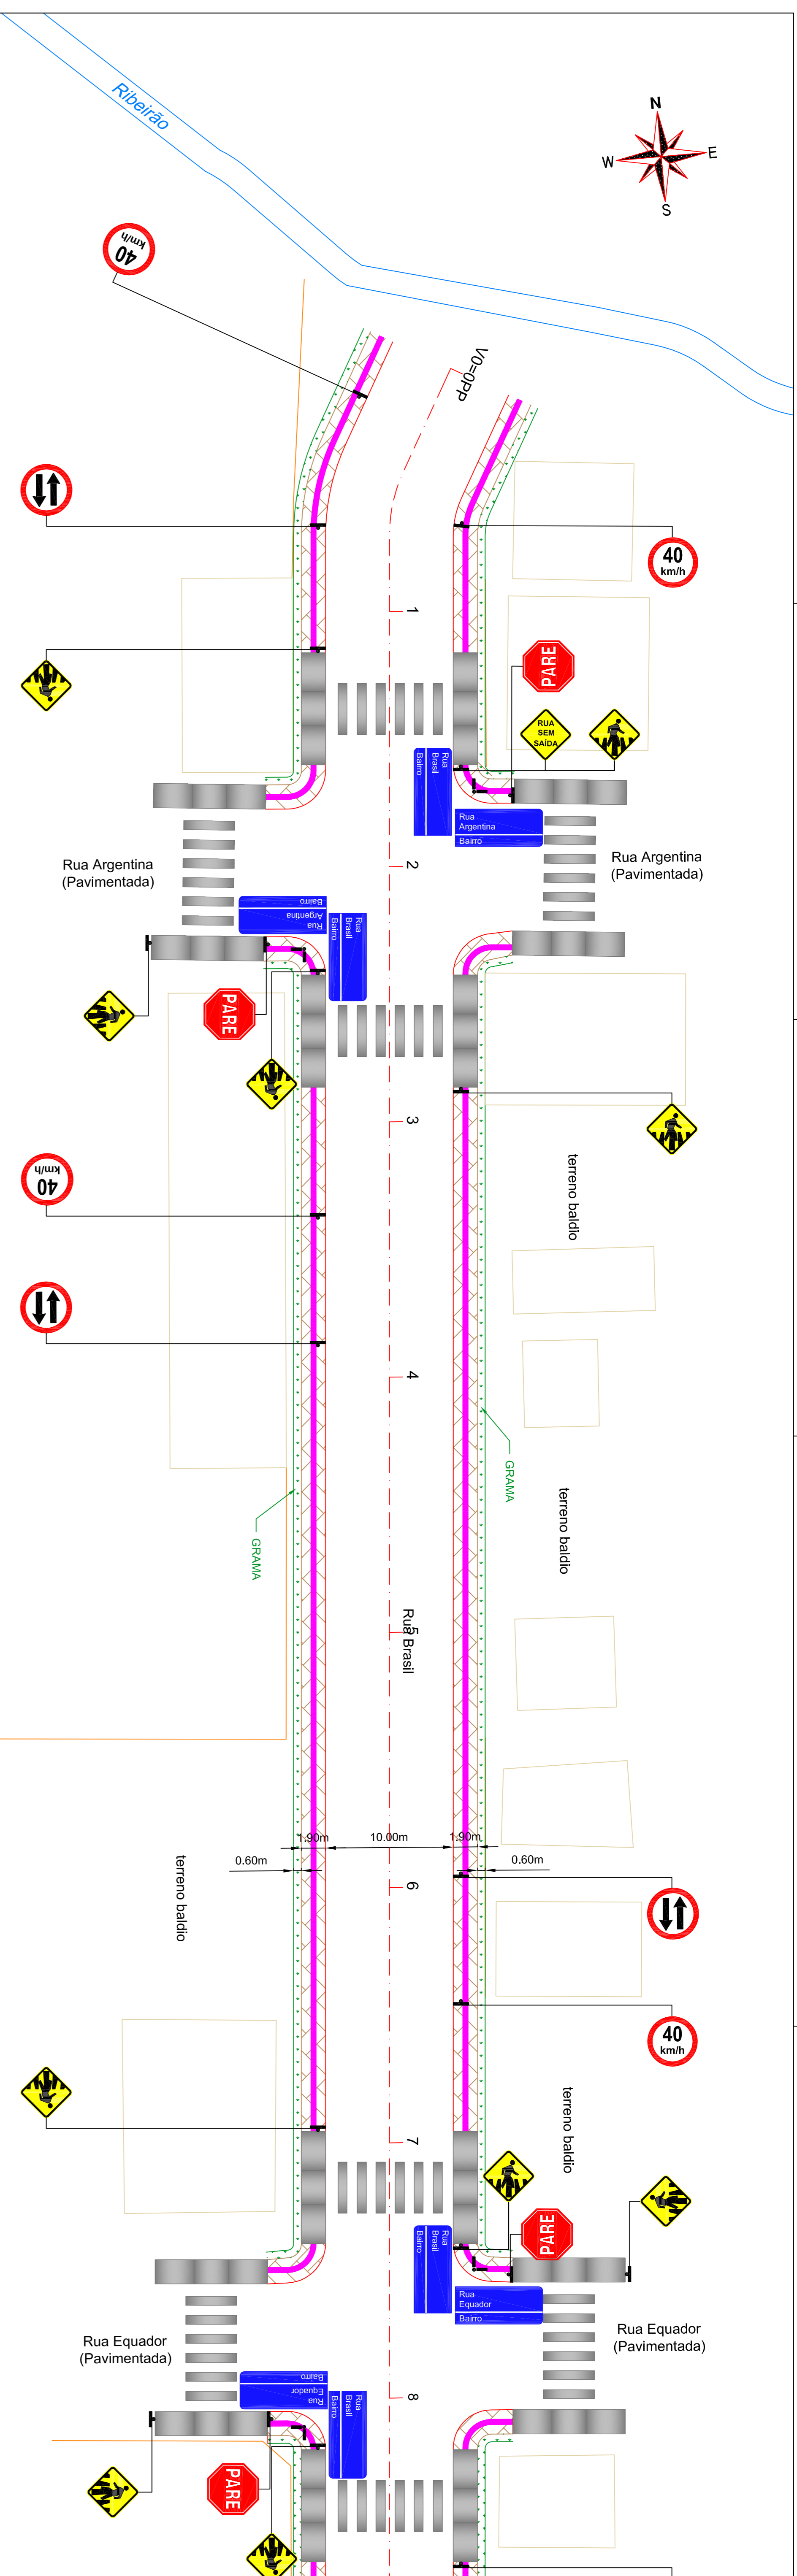 Ribeirão
N
W
E
S
40
km/h
V0=0PP
40
km/h
1
PARE
RUA
SEM
SAÍDA
Rua
Brasil
Bairro
Rua
Argentina
Bairro
Rua Argentina
(Pavimentada)
2
Rua Argentina
(Pavimentada)
Rua
Argentina
Bairro
Rua
Brasil
Bairro
PARE
3
terreno baldio
40
km/h
4
GRAMA
GRAMA
terreno baldio
5
Rua Brasil
1.90m
10.00m
1.90m
0.60m
0.60m
terreno baldio
6
40
km/h
terreno baldio
7
PARE
Rua
Brasil
Bairro
Rua
Equador
Bairro
Rua Equador
(Pavimentada)
Rua Equador
(Pavimentada)
Rua
Equador
Bairro
Rua
Brasil
Bairro
8
PARE